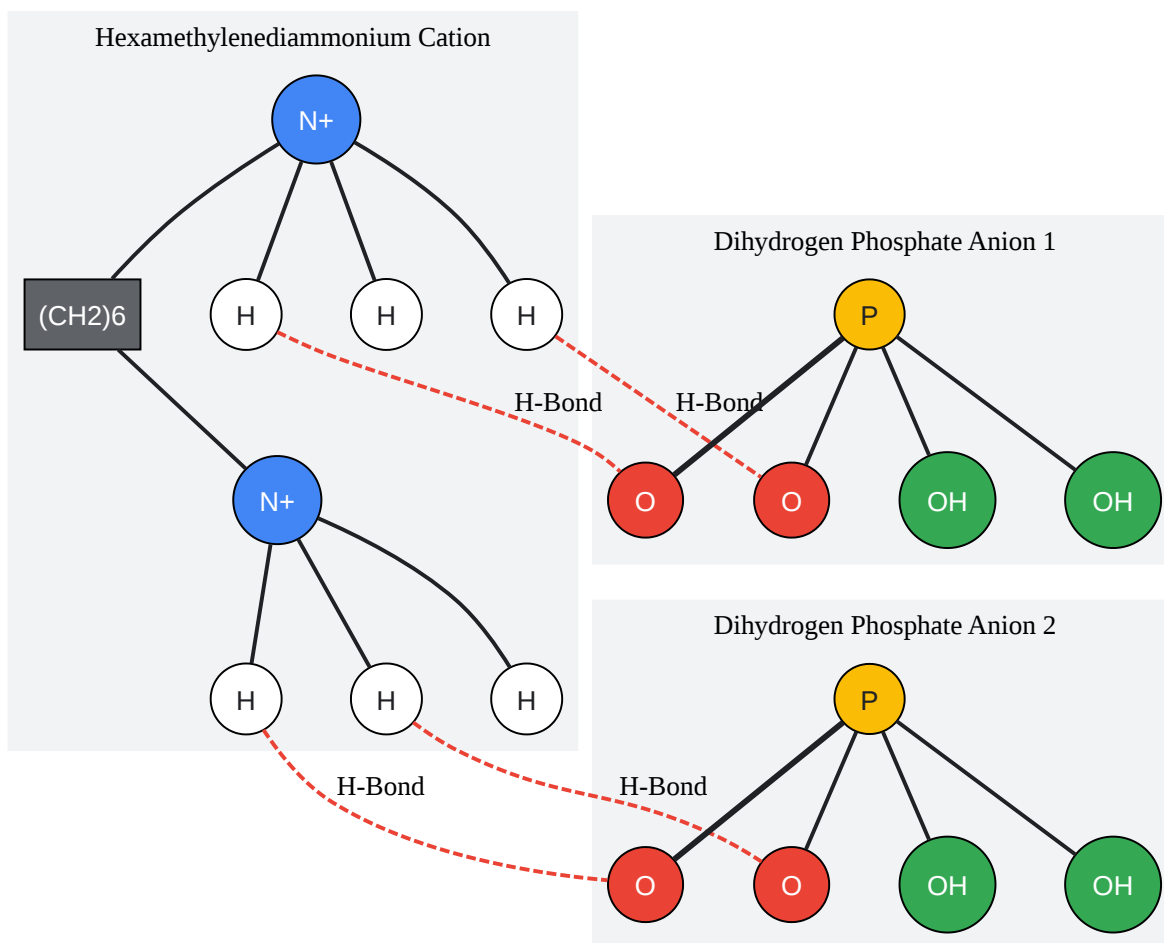 Hexamethylenediammonium Cation
N+
Dihydrogen Phosphate Anion 1
(CH2)6
H
H
H
P
H-Bond
H-Bond
N+
O
O
OH
OH
Dihydrogen Phosphate Anion 2
H
H
H
P
H-Bond
H-Bond
O
O
OH
OH